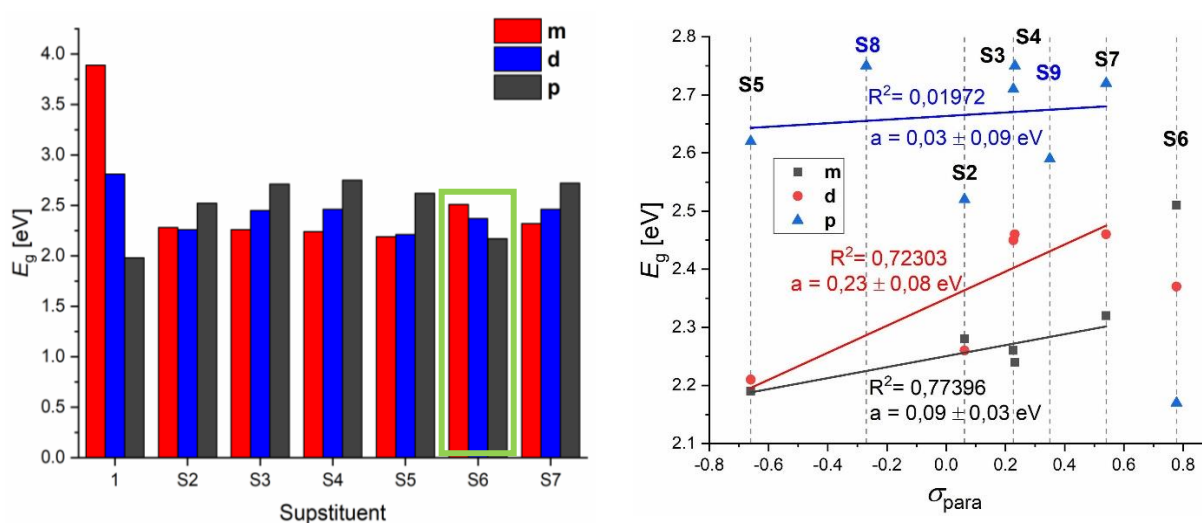 m
d
p
4.0
3.5
3.0
2.5
2.0
1.5
1.0
0.5
0.0
E_g [eV]
1 S2 S3 S4 S5 S6 S7
Supstituent
2.8
2.7
2.6
2.5
2.4
2.3
2.2
2.1
E_g [eV]
S5
S8
S3
S4
S9
S7
S6
S2
R²= 0,01972
a = 0,03 ± 0,09 eV
m
d
p
R²= 0,72303
a = 0,23 ± 0,08 eV
R²= 0,77396
a = 0,09 ± 0,03 eV
-0.8 -0.6 -0.4 -0.2 0.0 0.2 0.4 0.6 0.8
σ_para